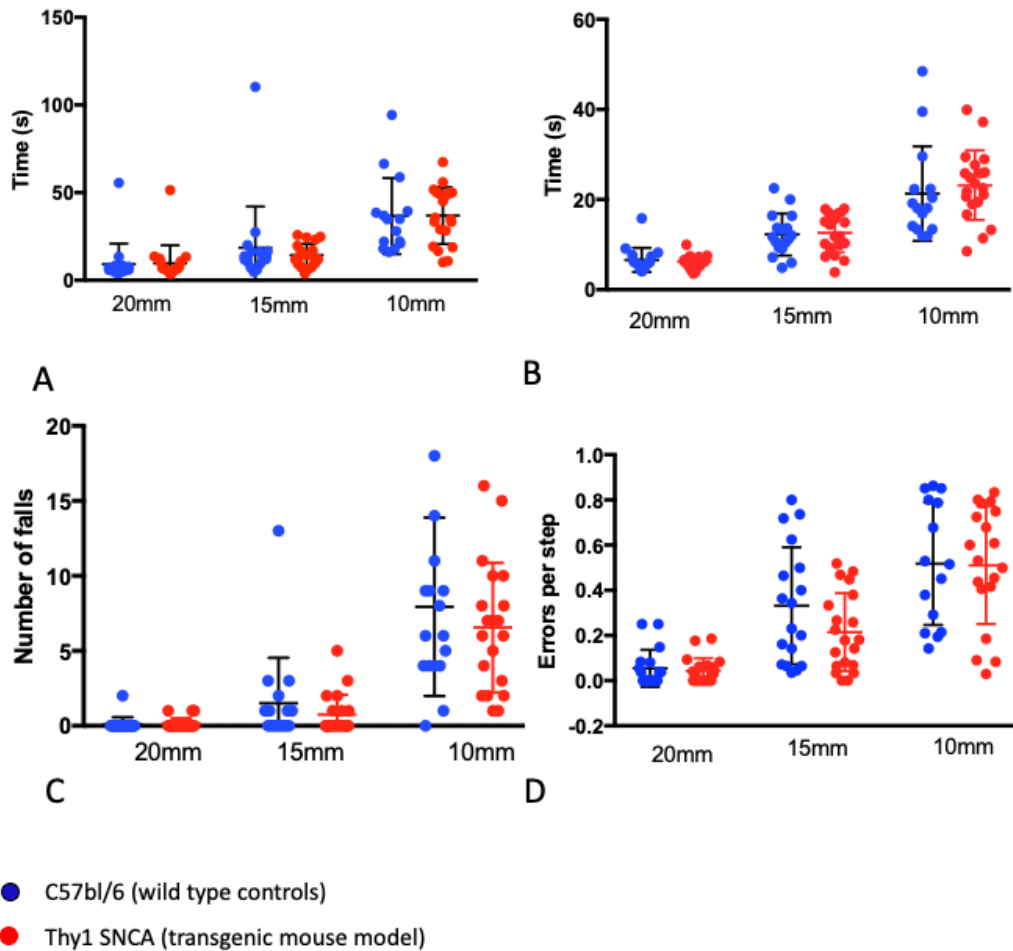 150
100
50
0
Time (s)
20mm 15mm 10mm
A
60
40
20
0
Time (s)
20mm 15mm 10mm
B
20
15
10
5
0
Number of falls
20mm 15mm 10mm
C
1.0
0.8
0.6
0.4
0.2
0.0
-0.2
Errors per step
20mm 15mm 10mm
D
C57bl/6 (wild type controls)
Thy1 SNCA (transgenic mouse model)